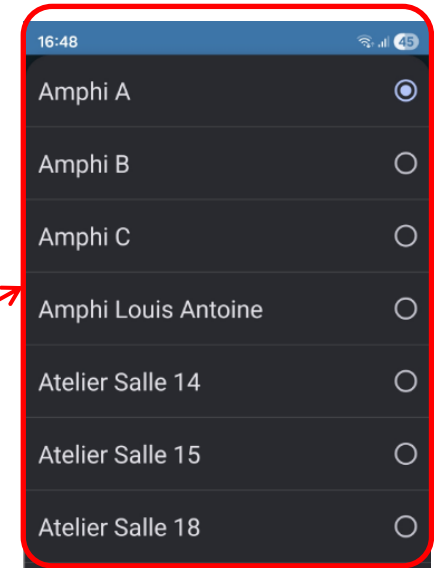 16:48 45
Amphi A
Amphi B
Amphi C
Amphi Louis Antoine
Atelier Salle 14
Atelier Salle 15
Atelier Salle 18